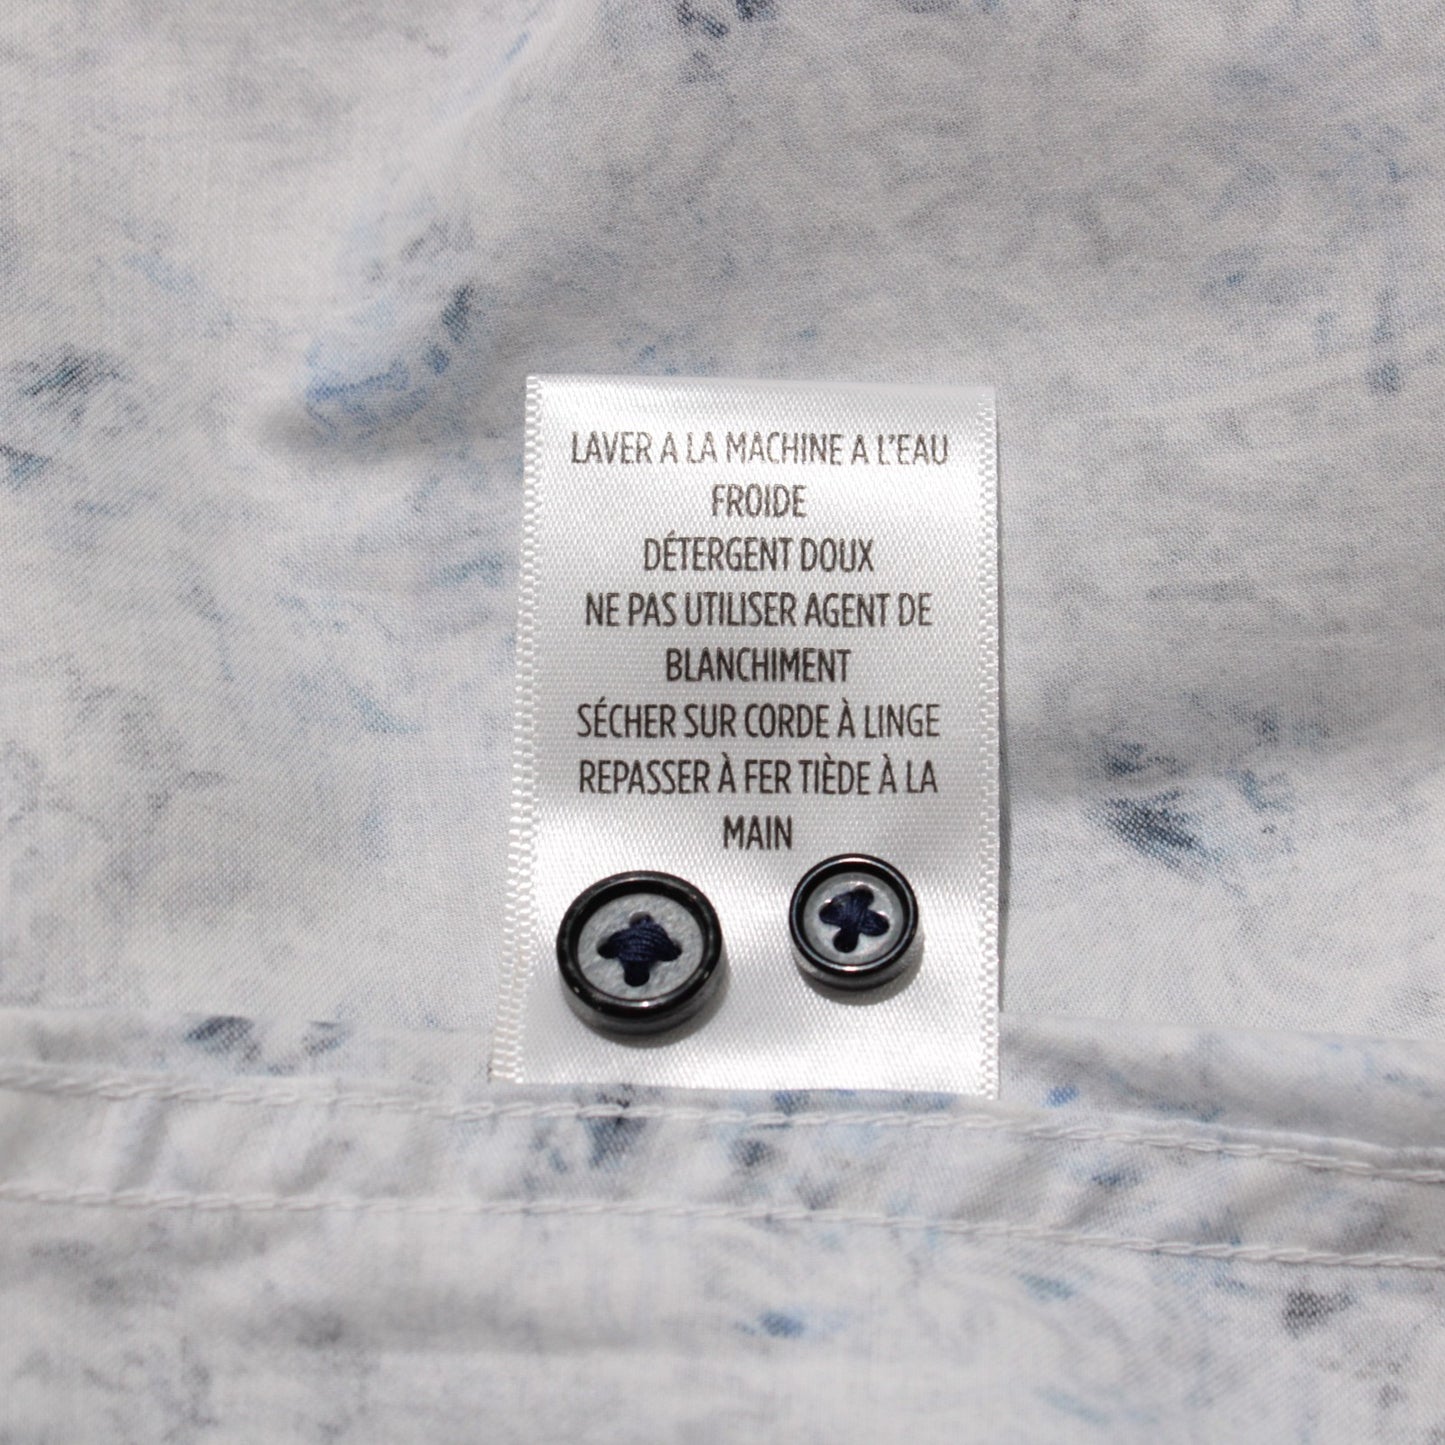 LAVER A LA MACHINE A L'EAU
FROIDE
DÉTERGENT DOUX
NE PAS UTILISER AGENT DE
BLANCHIMENT
SÉCHER SUR CORDE À LINGE
REPASSER À FER TIÈDE À LA
MAIN